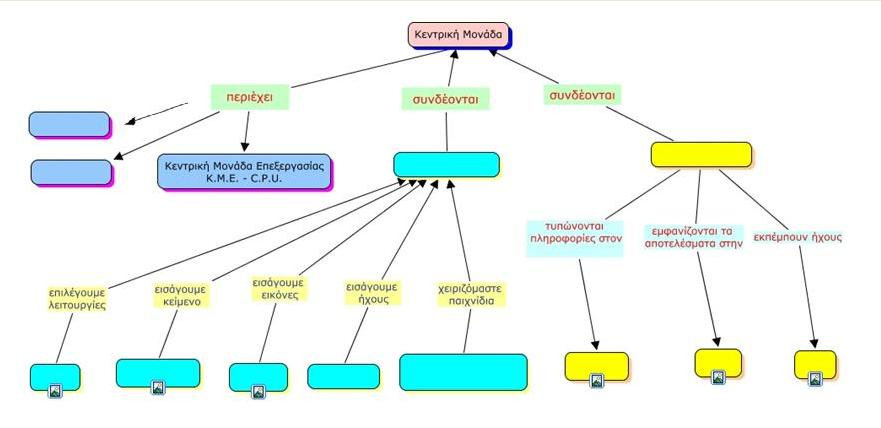 Κεντρική Μονάδα
περιέχει
συνδέονται
συνδέονται
Κεντρική Μονάδα Επεξεργασίας
Κ.Μ.Ε. - C.P.U.
τυπώνονται
πληροφορίες στον
εμφανίζονται τα
αποτελέσματα στην
εκπέμπουν ήχους
επιλέγουμε
λειτουργίες
εισάγουμε
κείμενο
εισάγουμε
εικόνες
εισάγουμε
ήχους
χειριζόμαστε
παιχνίδια